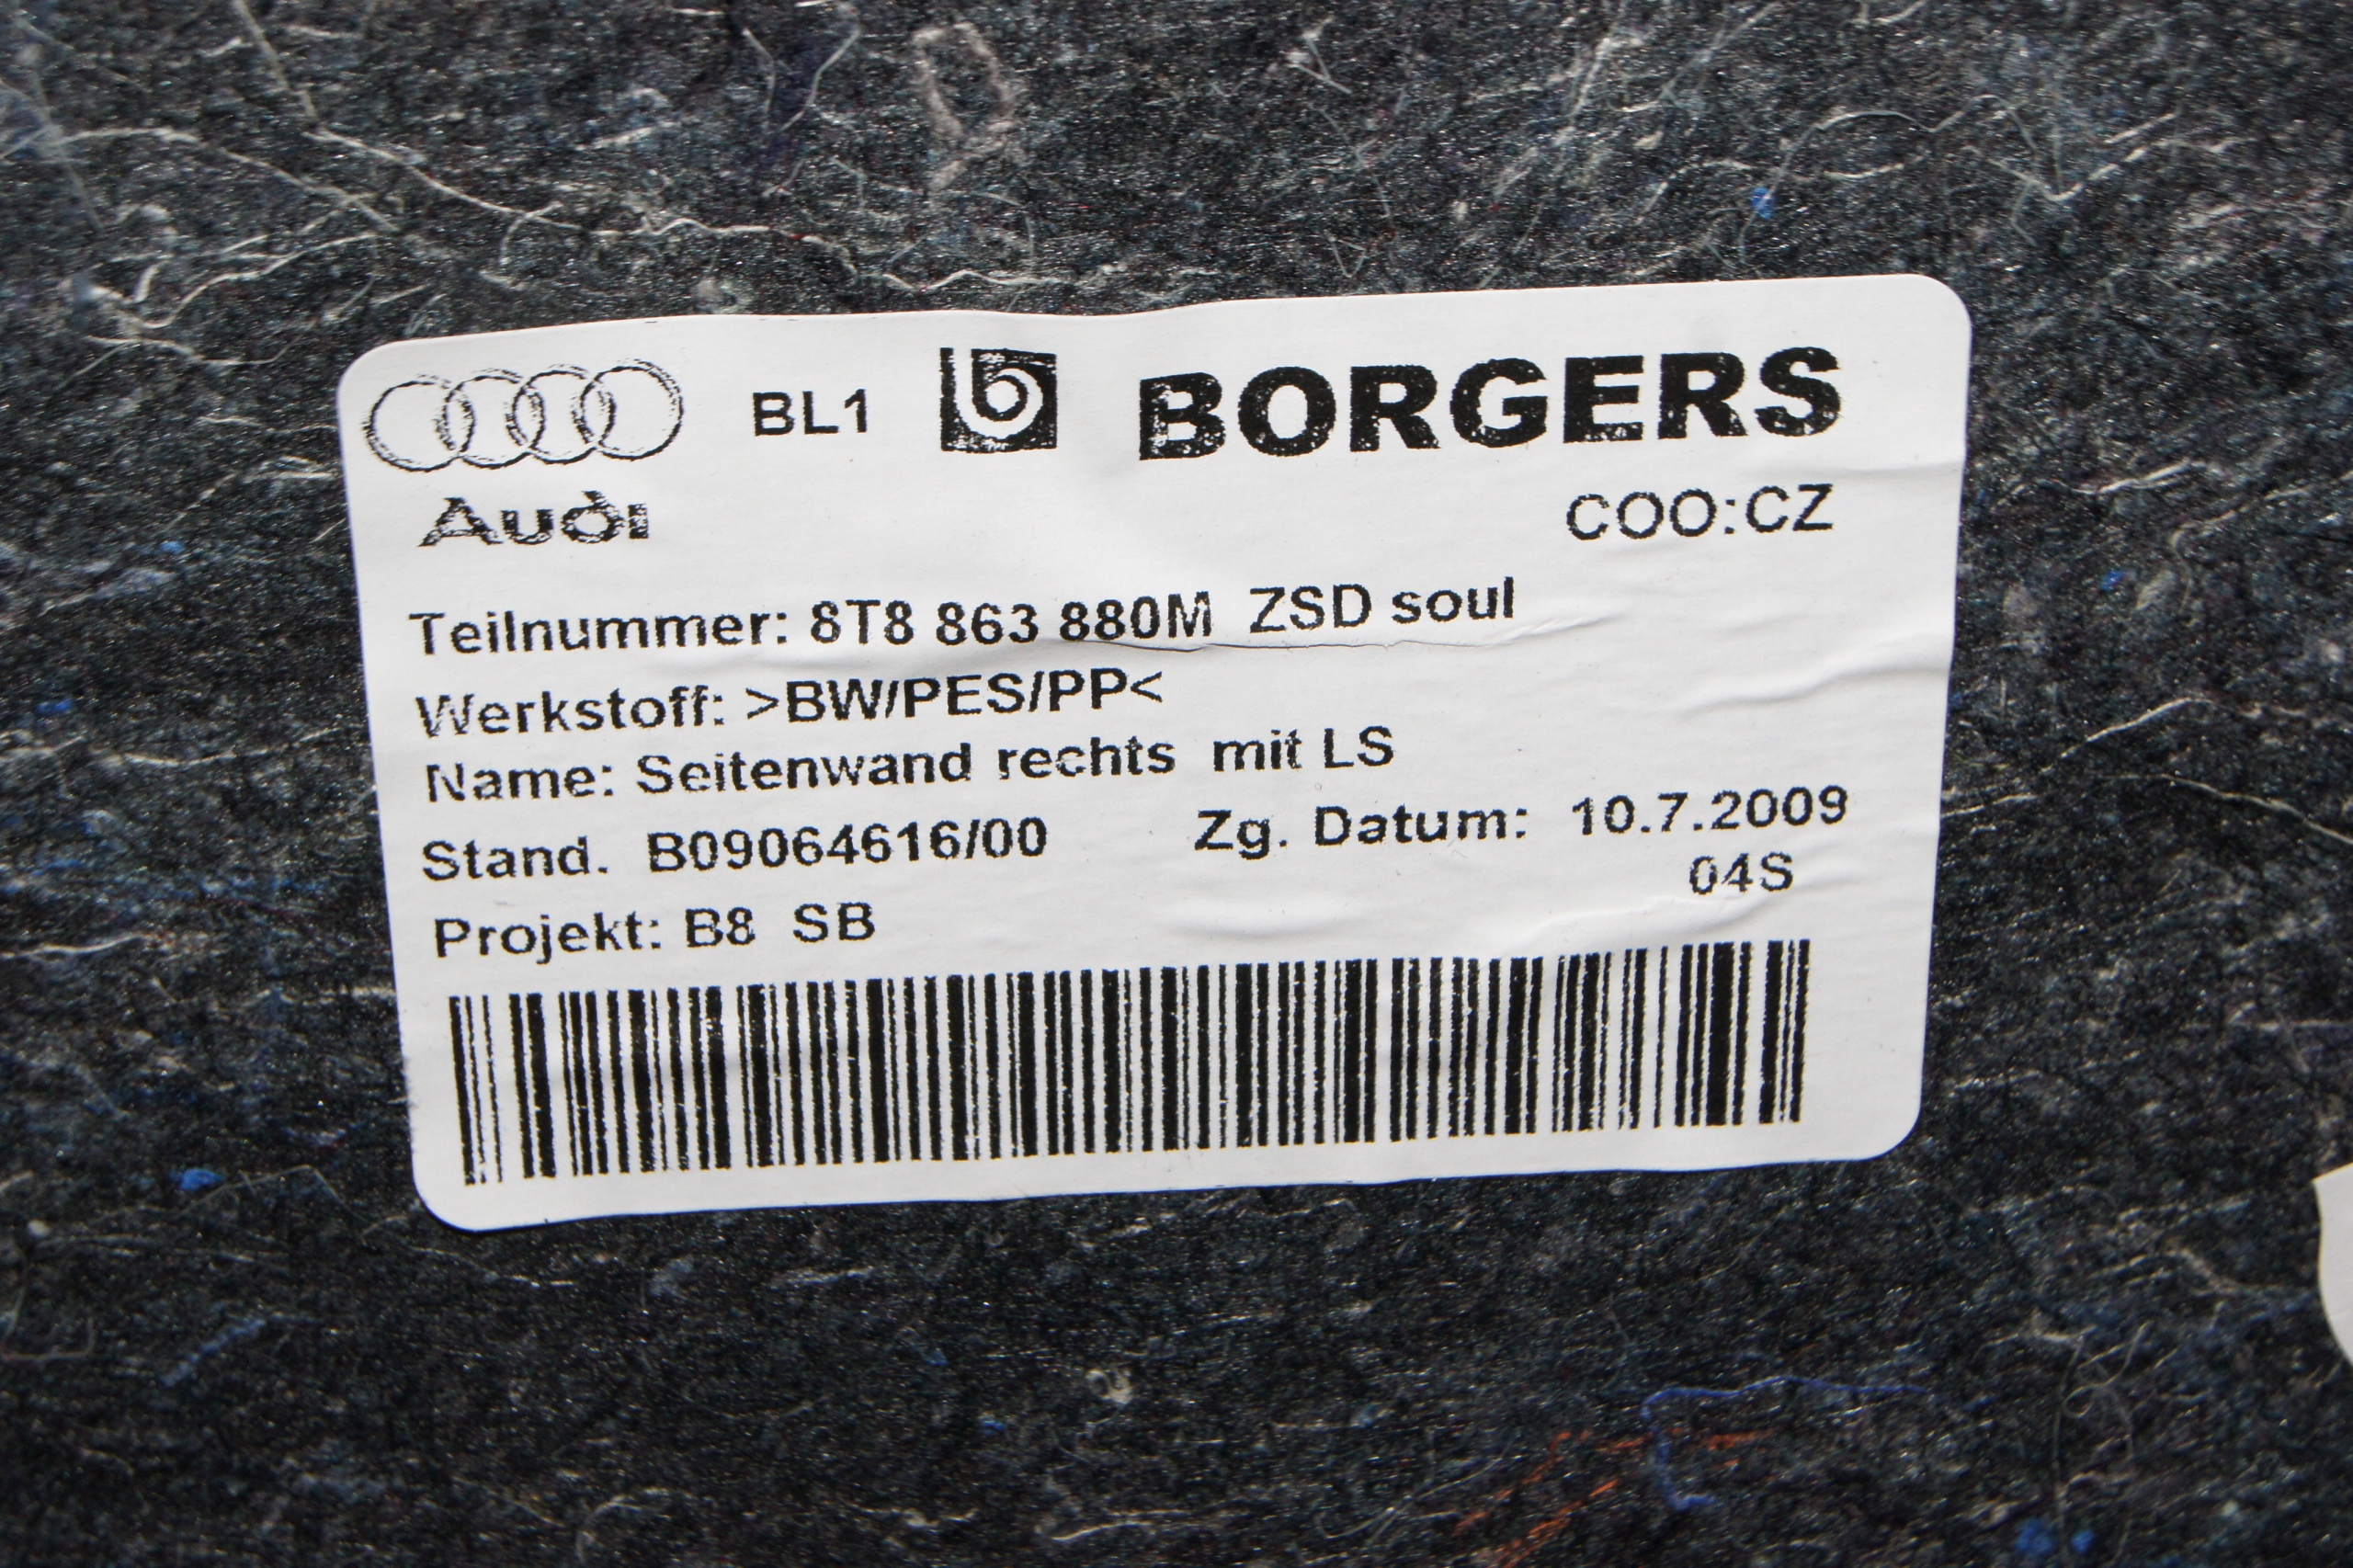 BL1 BORGERS
Audi
COO:CZ
Teilnummer: 8T8 863 880M ZSD soul
Werkstoff: >BW/PES/PP<
Name: Seitenwand rechts mit LS
Stand. B09064616/00 Zg. Datum: 10.7.2009
04S
Projekt: B8 SB